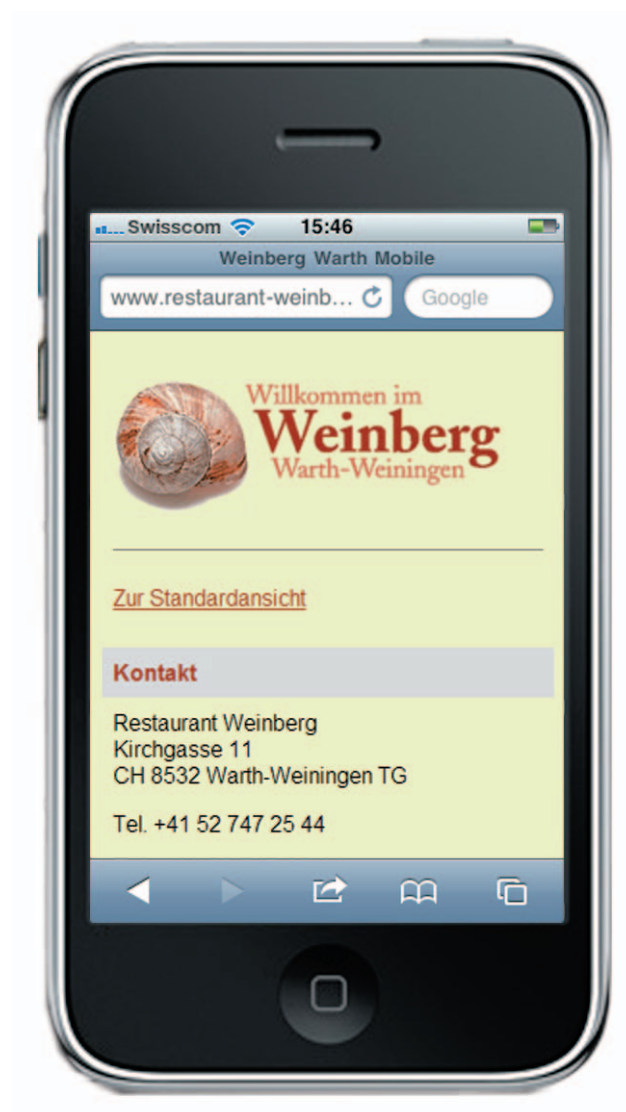 Swisscom 15:46
Weinberg Warth Mobile
www.restaurant-weinb... Google
Willkommen im
Weinberg
Warth-Weiningen
Zur Standardansicht
Kontakt
Restaurant Weinberg
Kirchgasse 11
CH 8532 Warth-Weiningen TG
Tel. +41 52 747 25 44